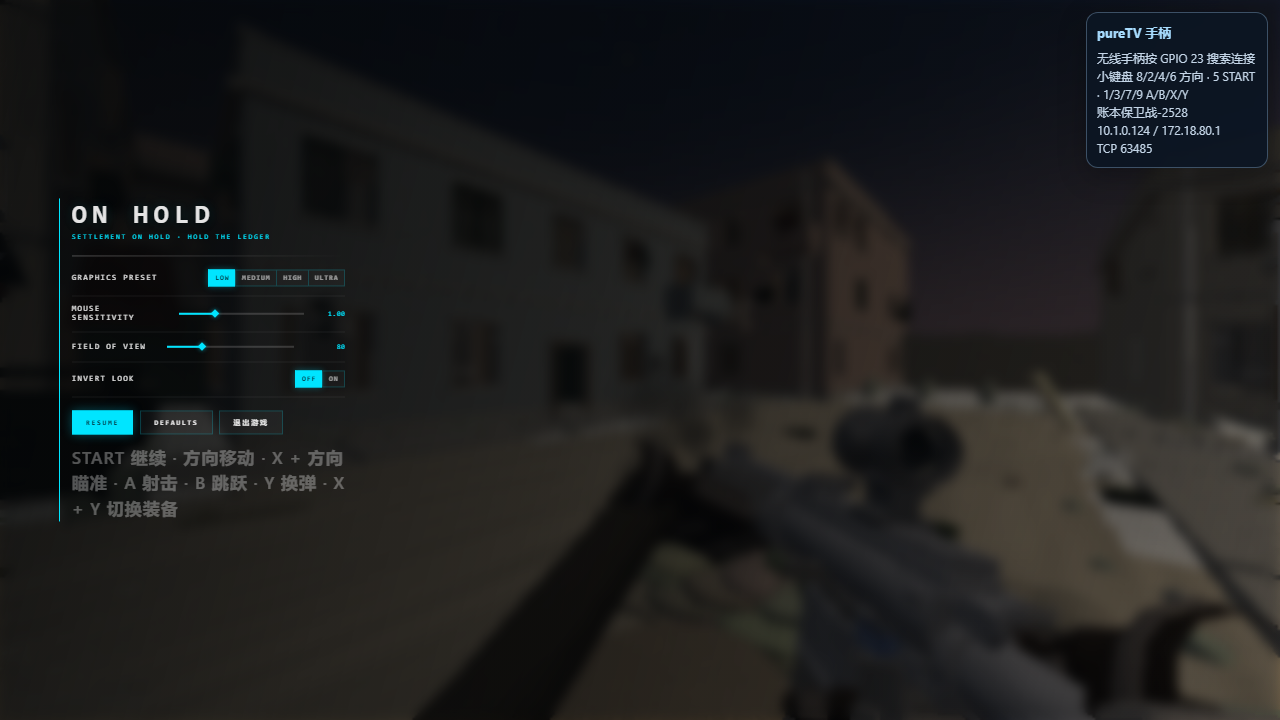 pureTV 手柄
无线手柄按 GPIO 23 搜索连接
小键盘 8/2/4/6 方向 · 5 START
· 1/3/7/9 A/B/X/Y
账本保卫战-2528
10.1.0.124 / 172.18.80.1
TCP 63485
ON HOLD
SETTLEMENT ON HOLD · HOLD THE LEDGER
GRAPHICS PRESET LOW MEDIUM HIGH ULTRA
MOUSE
SENSITIVITY 1.00
FIELD OF VIEW 80
INVERT LOOK OFF ON
RESUME DEFAULTS 退出游戏
START 继续 · 方向移动 · X + 方向
瞄准 · A 射击 · B 跳跃 · Y 换弹 · X
+ Y 切换装备